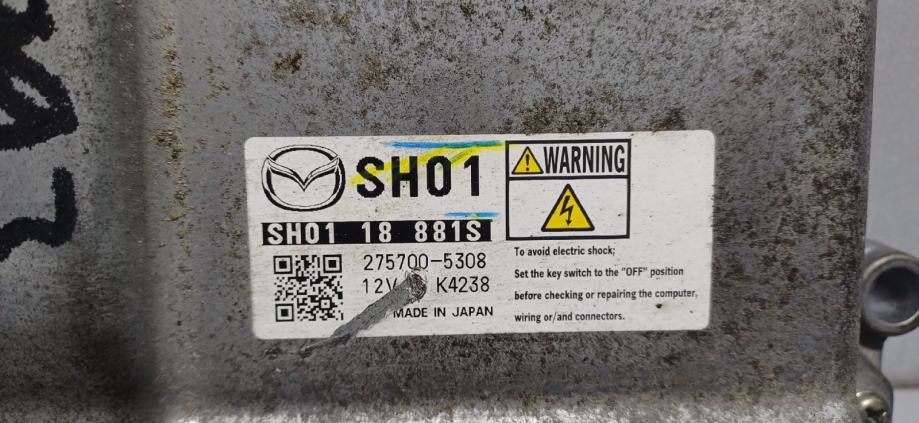 SH01
SH01 18 881S
275700-5308
12V K4238
MADE IN JAPAN
WARNING
To avoid electric shock;
Set the key switch to the "OFF" position
before checking or repairing the computer,
wiring or/and connectors.